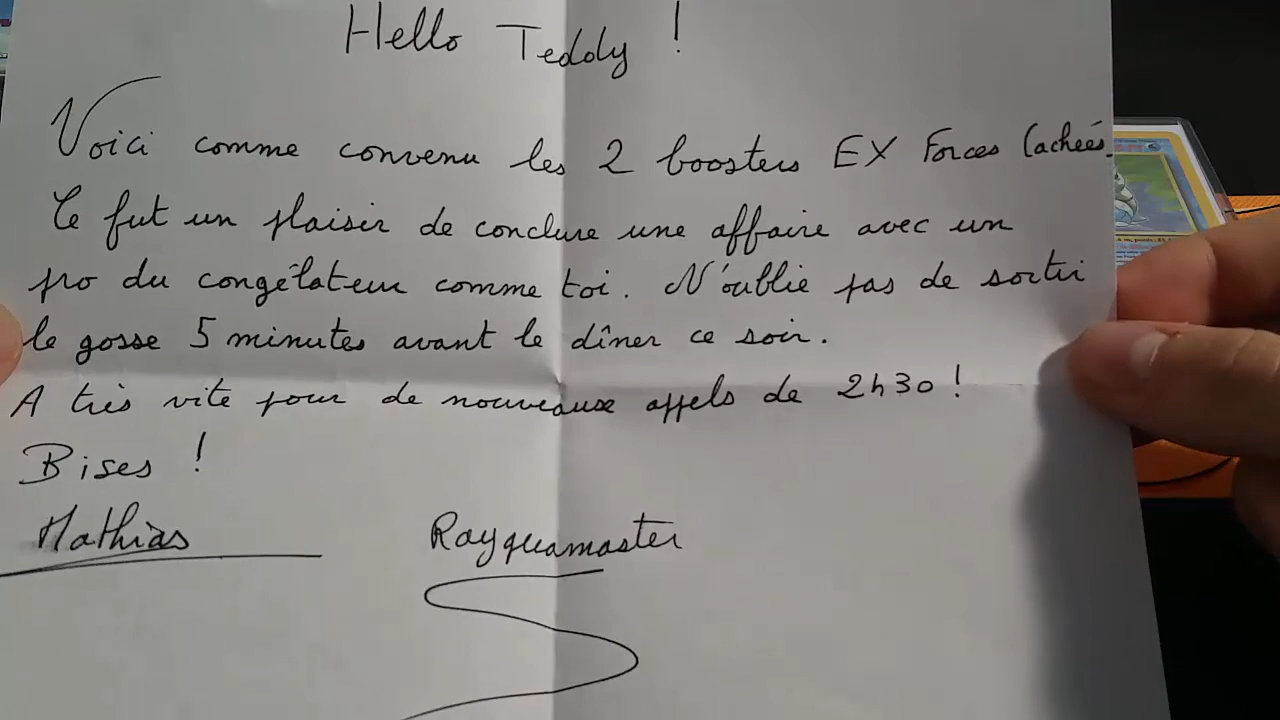 Hello Teddy !
Voici comme convenu les 2 boosters EX Forces Cachées.
Ce fut un plaisir de conclure une affaire avec un
pro du congélateur comme toi. N'oublie pas de sortir
le gosse 5 minutes avant le dîner ce soir.
A très vite pour de nouveaux appels de 2h30 !
Bises !
Mathias
Rayquamaster